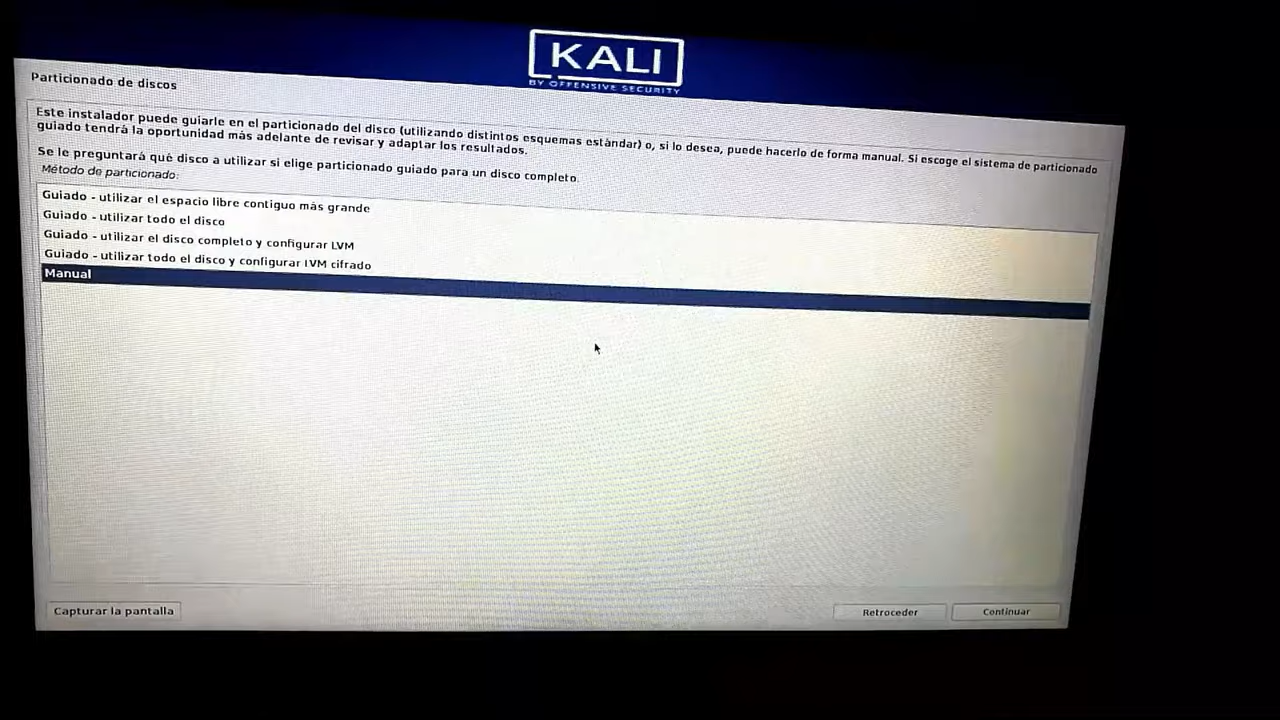 KALI
BY OFFENSIVE SECURITY
Particionado de discos
Este instalador puede guiarle en el particionado del disco (utilizando distintos esquemas estándar) o, si lo desea, puede hacerlo de forma manual. Si escoge el sistema de particionado
guiado tendrá la oportunidad más adelante de revisar y adaptar los resultados.
Se le preguntará qué disco a utilizar si elige particionado guiado para un disco completo.
Método de particionado:
Guiado - utilizar el espacio libre contiguo más grande
Guiado - utilizar todo el disco
Guiado - utilizar el disco completo y configurar LVM
Guiado - utilizar todo el disco y configurar LVM cifrado
Manual
Capturar la pantalla
Retroceder
Continuar